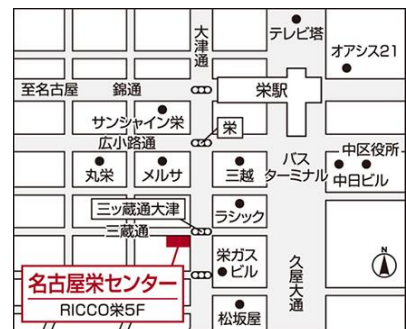 大津通
テレビ塔
オアシス21
至名古屋
錦通
栄駅
サンシャイン栄
栄
広小路通
丸栄
メルサ
三越
バス
ターミナル
中区役所
中日ビル
三ッ蔵通大津
ラシック
三蔵通
名古屋栄センター
RICCO栄5F
栄ガス
ビル
久屋大通
N
松坂屋